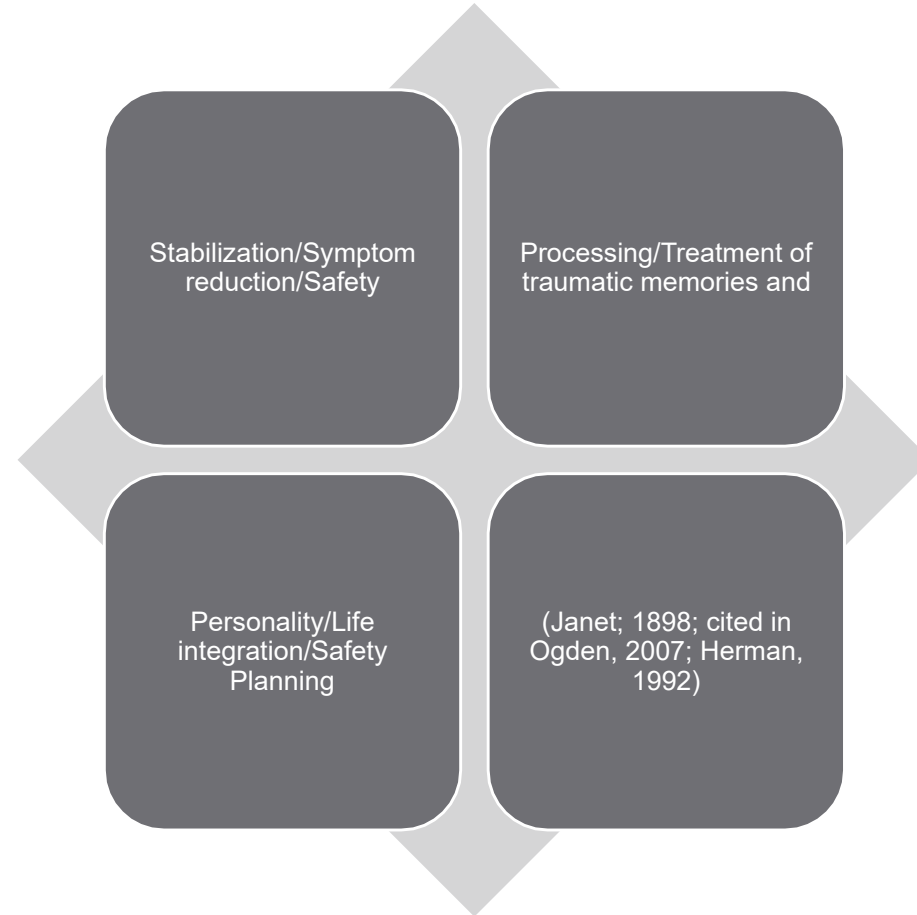 Stabilization/Symptom
reduction/Safety
Processing/Treatment of
traumatic memories and
Personality/Life
integration/Safety
Planning
(Janet; 1898; cited in
Ogden, 2007; Herman,
1992)